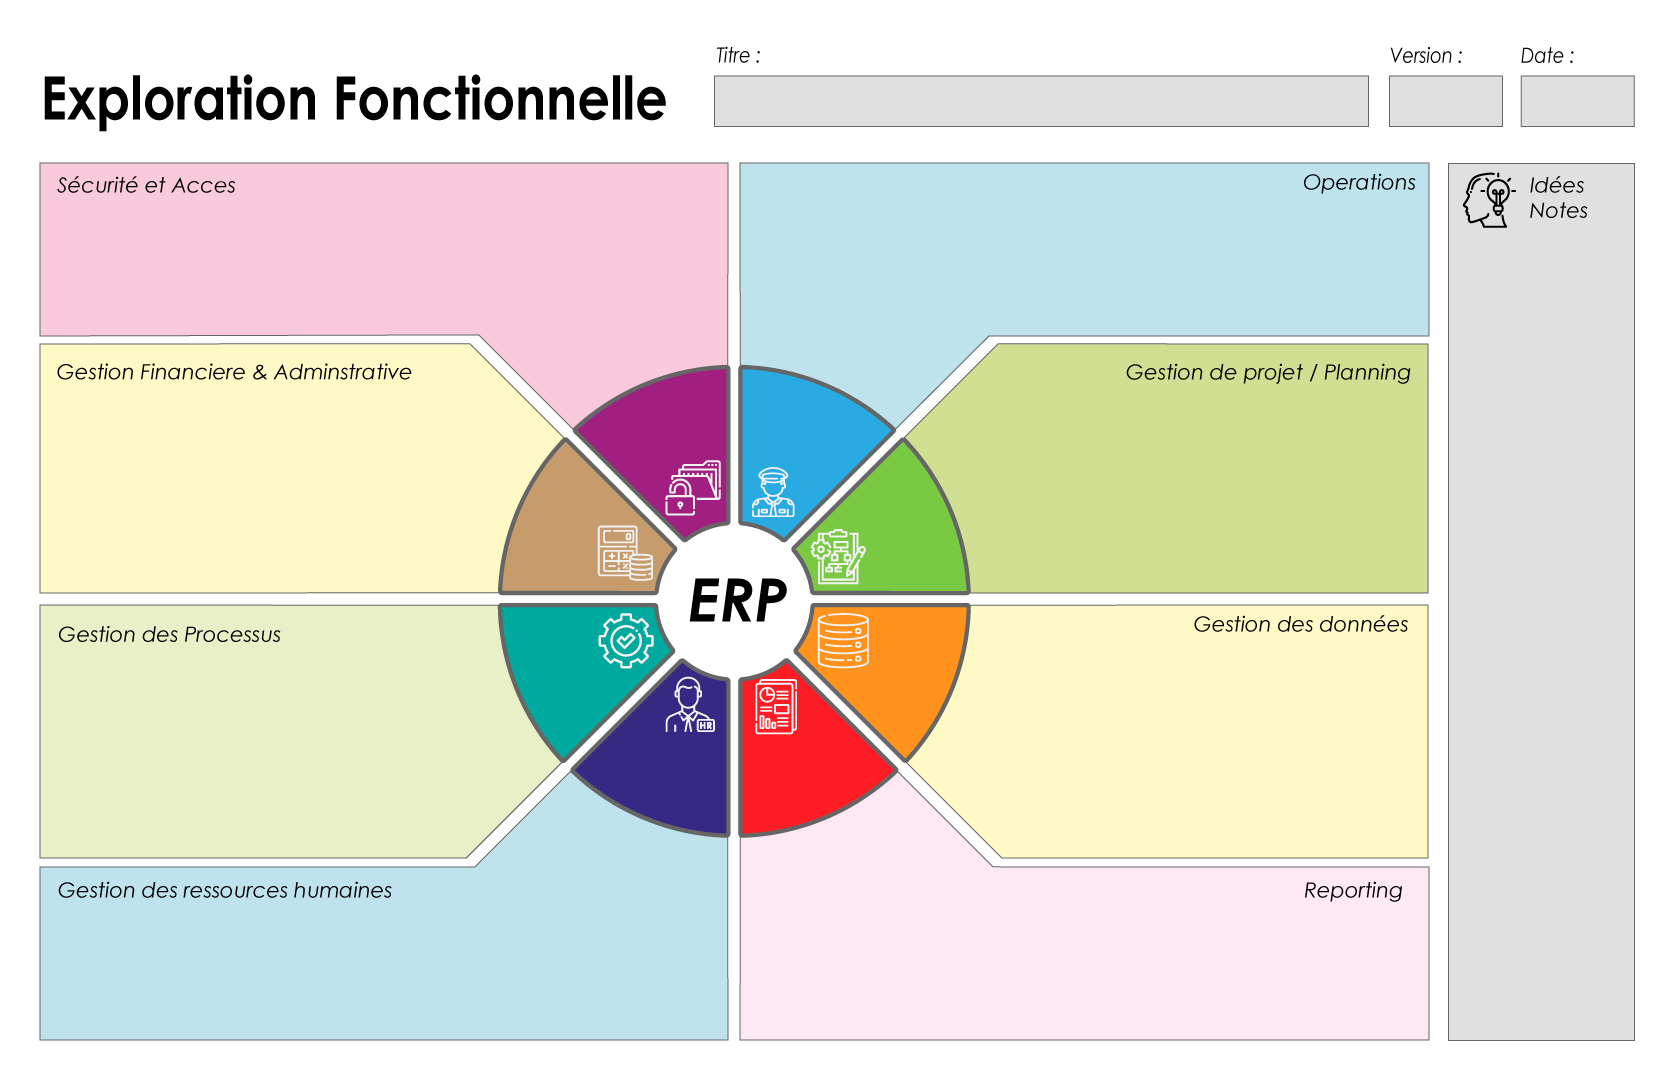 Exploration Fonctionnelle
Titre :
Version :
Date :
Sécurité et Acces
Operations
Idées
Notes
Gestion Financiere & Adminstrative
Gestion de projet / Planning
ERP
HR
Gestion des Processus
Gestion des données
Gestion des ressources humaines
Reporting